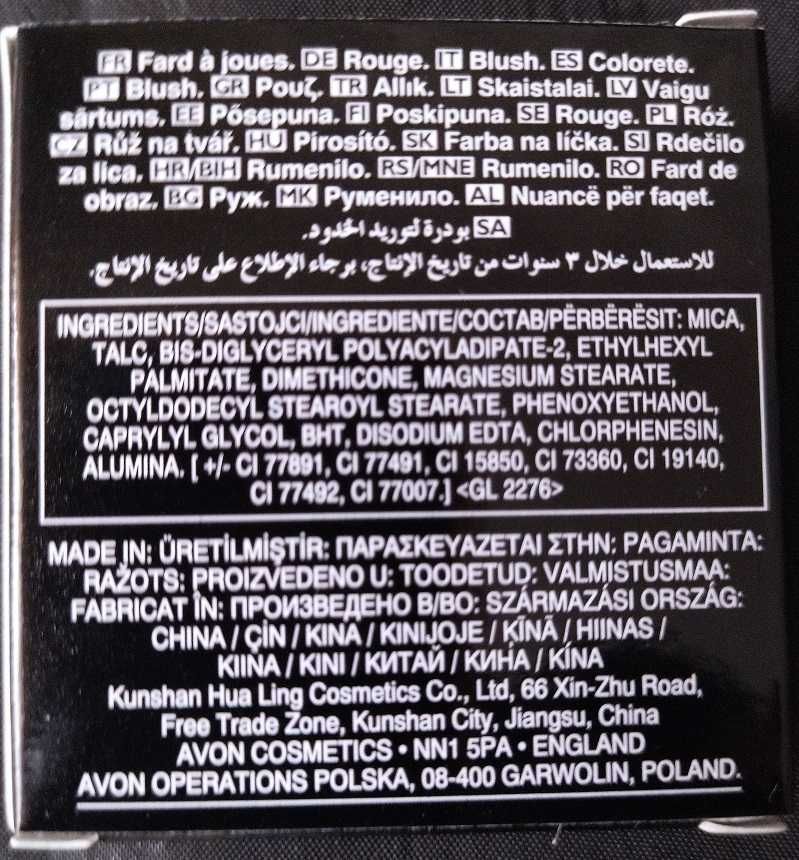 FR Fard à joues. DE Rouge. IT Blush. ES Colorete.
PT Blush. GR Ρουζ. TR Allık. LT Skaistalai. LV Vaigu
sārtums. EE Põsepuna. FI Poskipuna. SE Rouge. PL Róż.
CZ Růž na tvář. HU Pirosító. SK Farba na líčka. SI Rdečilo
za lica. HR/BIH Rumenilo. RS/MNE Rumenilo. RO Fard de
obraz. BG Руж. MK Руменило. AL Nuancë për faqet.
SA بودرة لتوريد الخدود.
للاستعمال خلال ٣ سنوات من تاريخ الإنتاج، برجاء الإطلاع على تاريخ الإنتاج.
INGREDIENTS/SASTOJCI/INGREDIENTE/СЪСТАВ/PËRBËRËSIT: MICA,
TALC, BIS-DIGLYCERYL POLYACYLADIPATE-2, ETHYLHEXYL
PALMITATE, DIMETHICONE, MAGNESIUM STEARATE,
OCTYLDODECYL STEAROYL STEARATE, PHENOXYETHANOL,
CAPRYLYL GLYCOL, BHT, DISODIUM EDTA, CHLORPHENESIN,
ALUMINA. [ +/- CI 77891, CI 77491, CI 15850, CI 73360, CI 19140,
CI 77492, CI 77007.] <GL 2276>
MADE IN: ÜRETİLMİŞTİR: ΠΑΡΑΣΚΕΥΑΖΕΤΑΙ ΣΤΗΝ: PAGAMINTA:
RAŽOTS: PROIZVEDENO U: TOODETUD: VALMISTUSMAA:
FABRICAT ÎN: ПРОИЗВЕДЕНО В/ВО: SZÁRMAZÁSI ORSZÁG:
CHINA / ÇİN / KINA / KINIJOJE / ĶĪNĀ / HIINAS /
KIINA / KINI / КИТАЙ / КИНА / KÍNA
Kunshan Hua Ling Cosmetics Co., Ltd, 66 Xin-Zhu Road,
Free Trade Zone, Kunshan City, Jiangsu, China
AVON COSMETICS • NN1 5PA • ENGLAND
AVON OPERATIONS POLSKA, 08-400 GARWOLIN, POLAND.